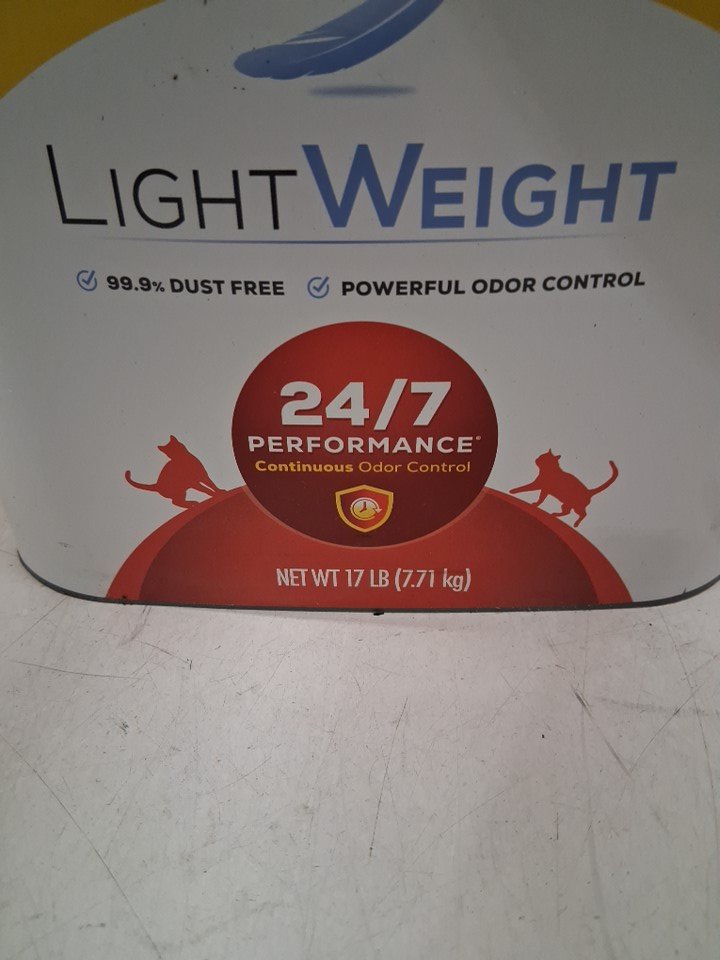 LIGHTWEIGHT
99.9% DUST FREE POWERFUL ODOR CONTROL
24/7
PERFORMANCE*
Continuous Odor Control
NET WT 17 LB (7.71 kg)